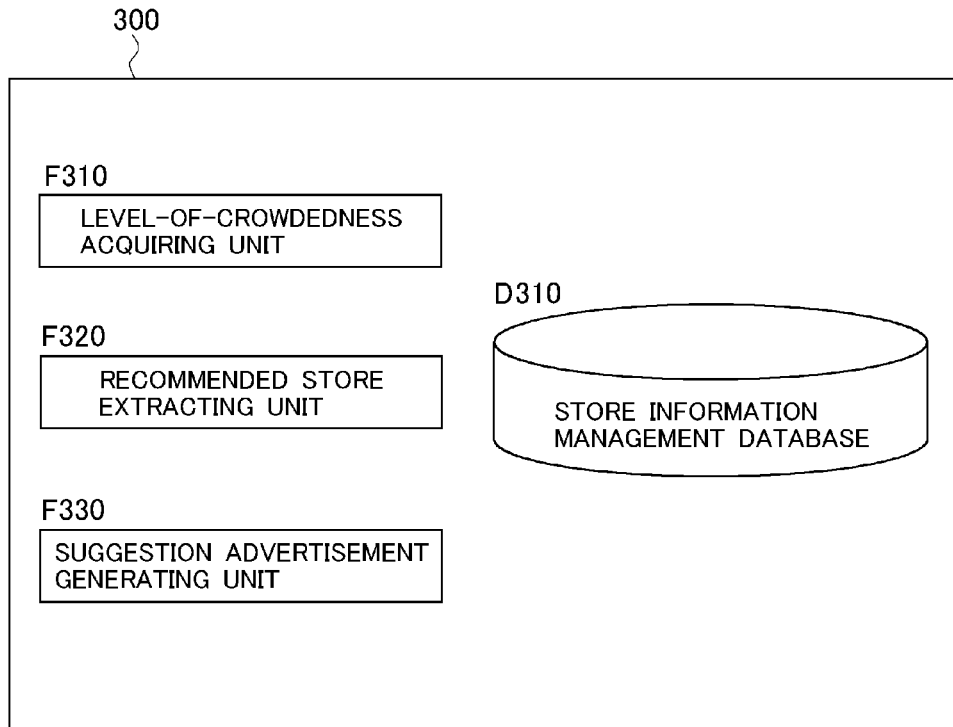 300
F310
LEVEL-OF-CROWDEDNESS
ACQUIRING UNIT
F320
RECOMMENDED STORE
EXTRACTING UNIT
F330
SUGGESTION ADVERTISEMENT
GENERATING UNIT
D310
STORE INFORMATION
MANAGEMENT DATABASE